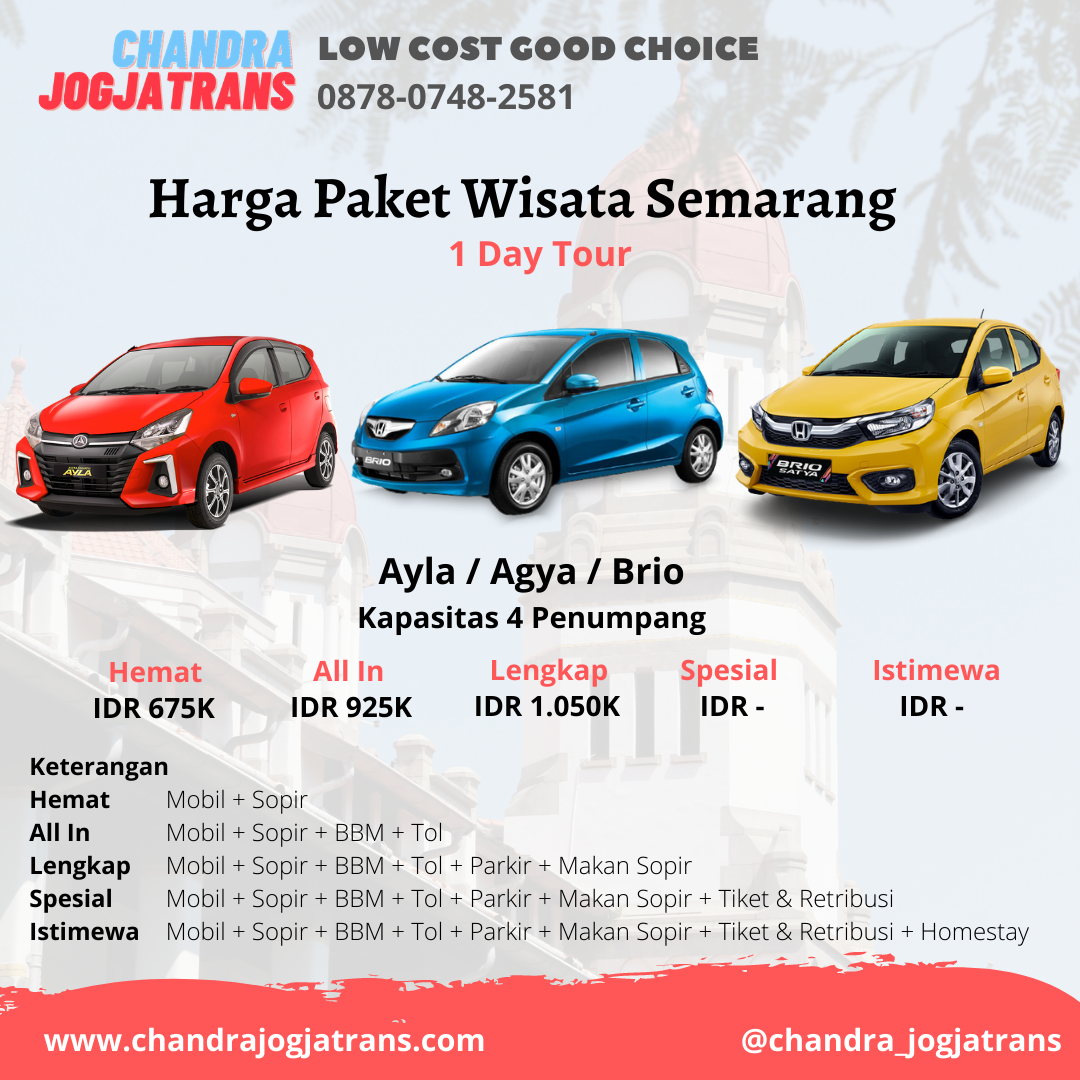 CHANDRA
JOGJATRANS
LOW COST GOOD CHOICE
0878-0748-2581
Harga Paket Wisata Semarang
1 Day Tour
AYLA
BRIO
BRIO
SATYA
Ayla / Agya / Brio
Kapasitas 4 Penumpang
Hemat All In Lengkap Spesial Istimewa
IDR 675K IDR 925K IDR 1.050K IDR - IDR -
Keterangan
Hemat Mobil + Sopir
All In Mobil + Sopir + BBM + Tol
Lengkap Mobil + Sopir + BBM + Tol + Parkir + Makan Sopir
Spesial Mobil + Sopir + BBM + Tol + Parkir + Makan Sopir + Tiket & Retribusi
Istimewa Mobil + Sopir + BBM + Tol + Parkir + Makan Sopir + Tiket & Retribusi + Homestay
www.chandrajogjatrans.com @chandra_jogjatrans